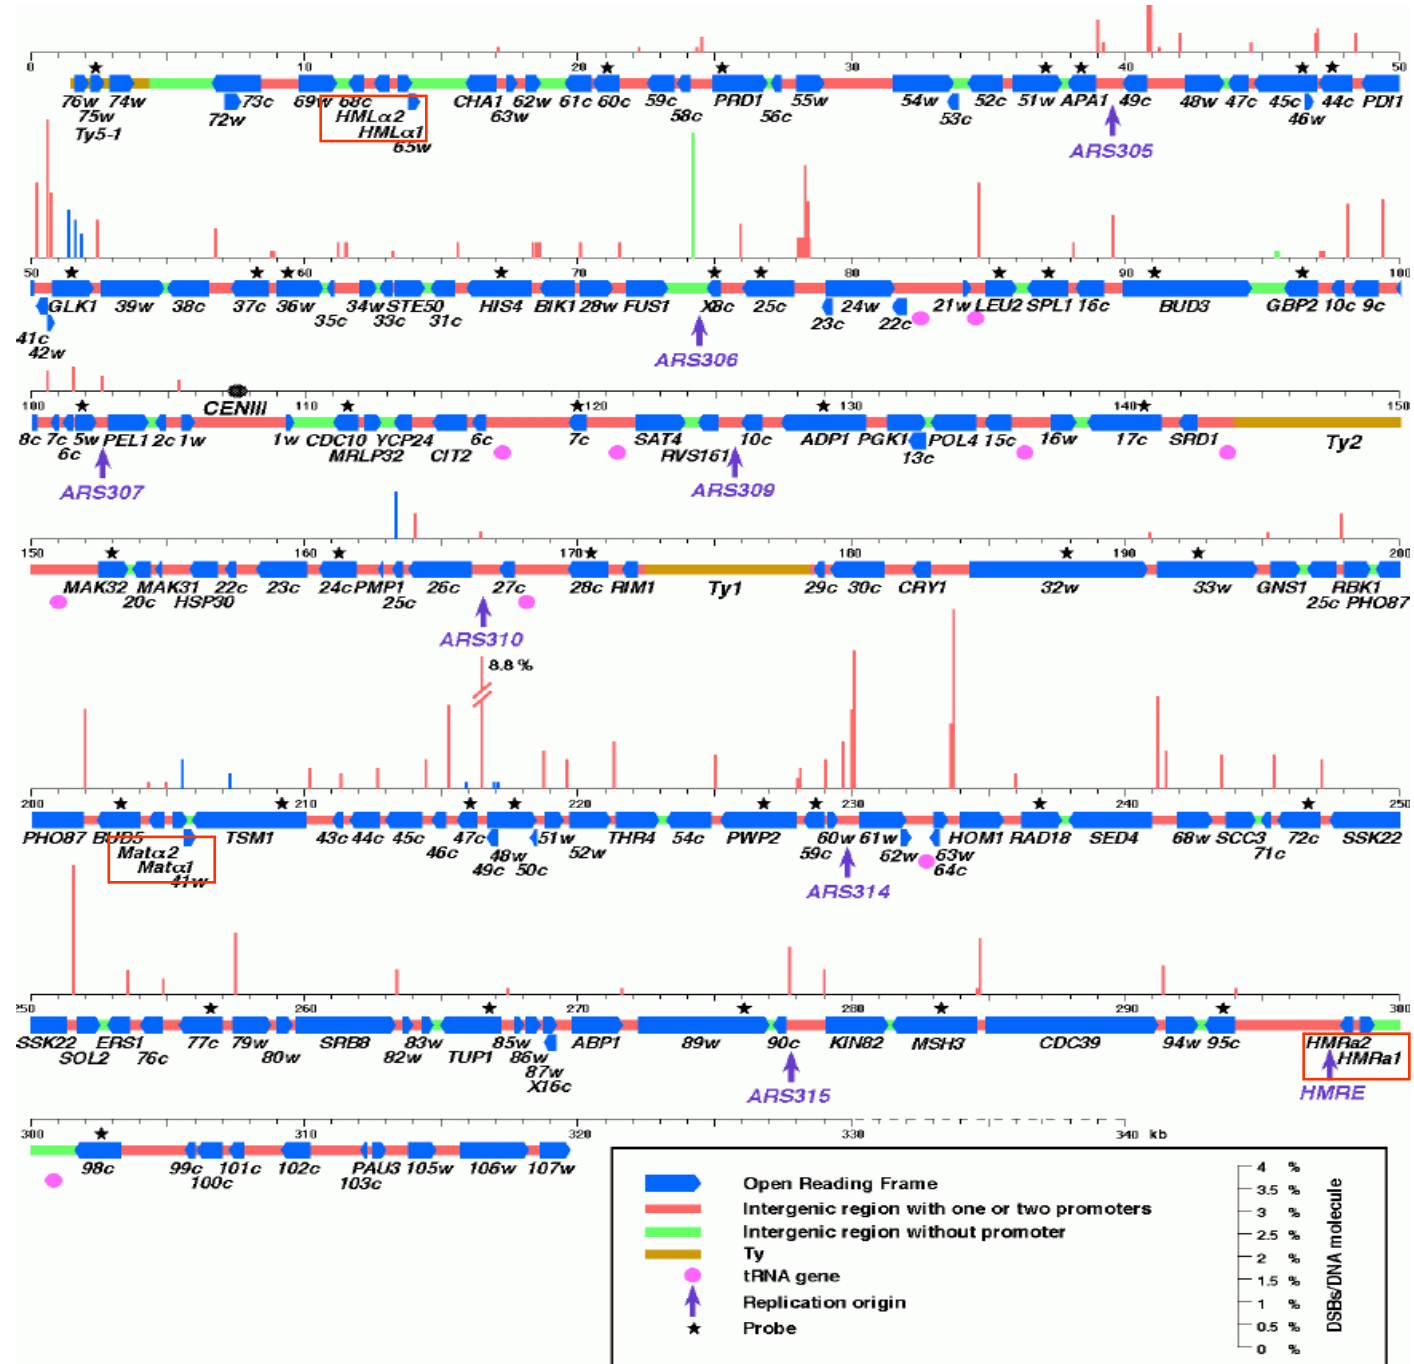 0 10 20 30 40 50
76w 74w 73c 69w 68c CHA1 62w 61c 60c 59c PRD1 55w 54w 52c 51w APA1 49c 48w 47c 45c 44c PDI1
75w 72w HMLα2 63w 58c 56c 53c 46w
Ty5-1 HMLα1
65w ARS305
50 60 70 80 90 100
GLK1 39w 38c 37c 36w 34w STE50 HIS4 BIK1 28w FUS1 X8c 25c 24w 21w LEU2 SPL1 16c BUD3 GBP2 10c 9c
41c 35c 33c 31c 23c 22c
42w ARS306
100 CENIII 110 120 130 140 150
8c 7c 5w PEL1 2c 1w 1w CDC10 YCP24 6c 7c SAT4 10c ADP1 PGK1 POL4 15c 16w 17c SRD1 Ty2
6c MRLP32 CIT2 RVS161 13c
ARS307 ARS309
150 160 170 180 190 200
MAK32 MAK31 22c 23c 24c PMP1 26c 27c 28c RIM1 Ty1 29c 30c CRY1 32w 33w GNS1 RBK1
20c HSP30 25c 25c PHO87
ARS310
8.8 %
200 210 220 230 240 250
PHO87 BUD5 TSM1 43c 44c 45c 47c 48w 51w THR4 54c PWP2 60w 61w HOM1 RAD18 SED4 68w SCC3 72c SSK22
Matα2 46c 49c 50c 52w 59c 62w 63w 71c
Matα1 64c
41w ARS314
250 260 270 280 290 300
SSK22 ERS1 77c 79w SRB8 83w 85w ABP1 89w 90c KIN82 MSH3 CDC39 94w 95c HMRa2
SOL2 76c 80w 82w TUP1 86w HMRa1
87w
X16c ARS315 HMRE
300 310 320 330 340 kb
98c 99c 101c 102c PAU3 105w 106w 107w
100c 103c
Open Reading Frame
Intergenic region with one or two promoters
Intergenic region without promoter
Ty
tRNA gene
Replication origin
Probe
4 %
3.5 %
3 %
2.5 %
2 %
1.5 %
1 %
0.5 %
0 %
DSBs/DNA molecule